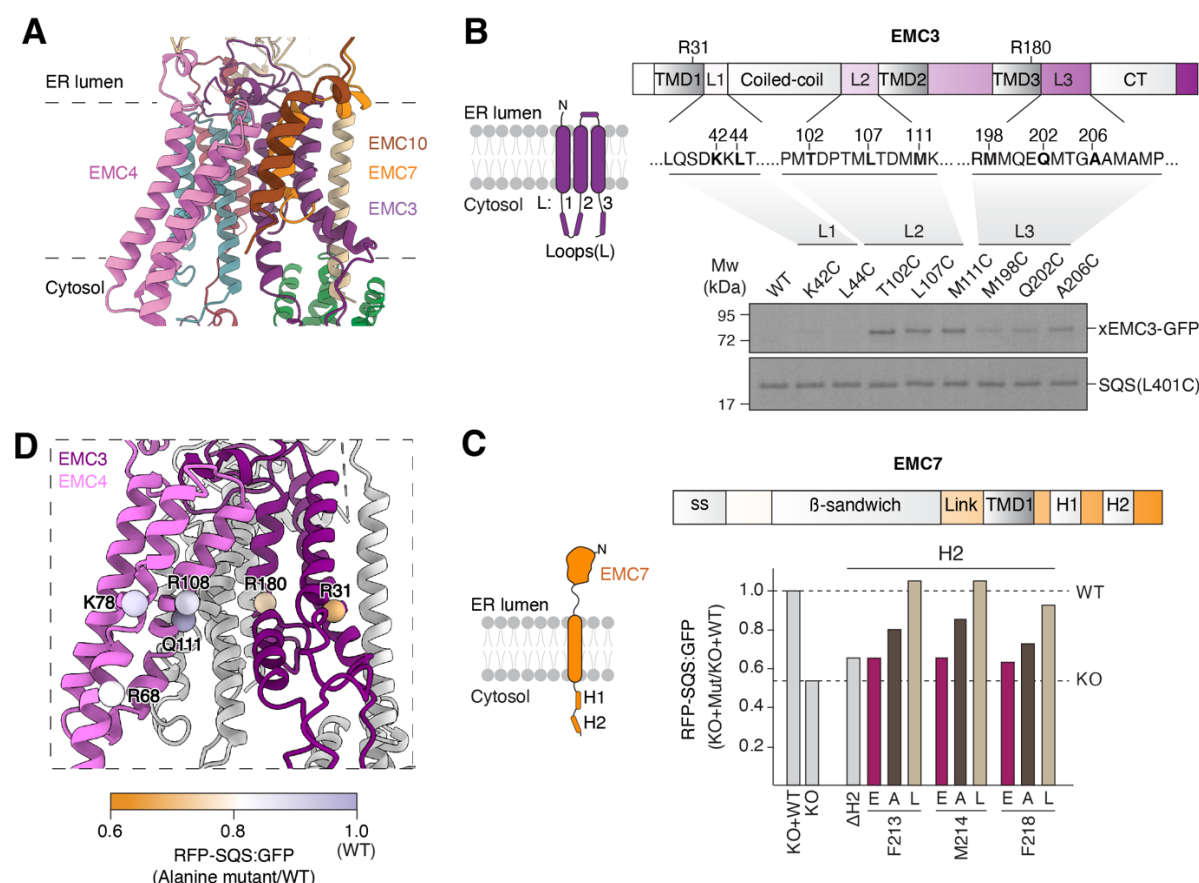 A
ER lumen
EMC10
EMC4
EMC7
EMC3
Cytosol
B
EMC3
R31
R180
TMD1 L1 Coiled-coil L2 TMD2 TMD3 L3 CT
ER lumen
N
Cytosol
L: 1 2 3
Loops(L)
42 44 102 107 111 198 202 206
...LQSDKKLT.....PMTDPTMLTDMMK... ...RMMQEQMTGAAMAMP...
L1 L2 L3
Mw
(kDa)
WT K42C L44C T102C L107C M111C M198C Q202C A206C
95
72
xEMC3-GFP
SQS(L401C)
17
D
EMC3
EMC4
K78
R108
R180
R31
Q111
R68
0.6 0.8 1.0
(WT)
RFP-SQS:GFP
(Alanine mutant/WT)
C
EMC7
ss ß-sandwich Link TMD1 H1 H2
N
EMC7
ER lumen
Cytosol
H1
H2
H2
RFP-SQS:GFP
(KO+Mut/KO+WT)
1.0
0.8
0.6
0.4
0.2
WT
KO
KO+WT KO ΔH2
E A L E A L E A L
F213 M214 F218